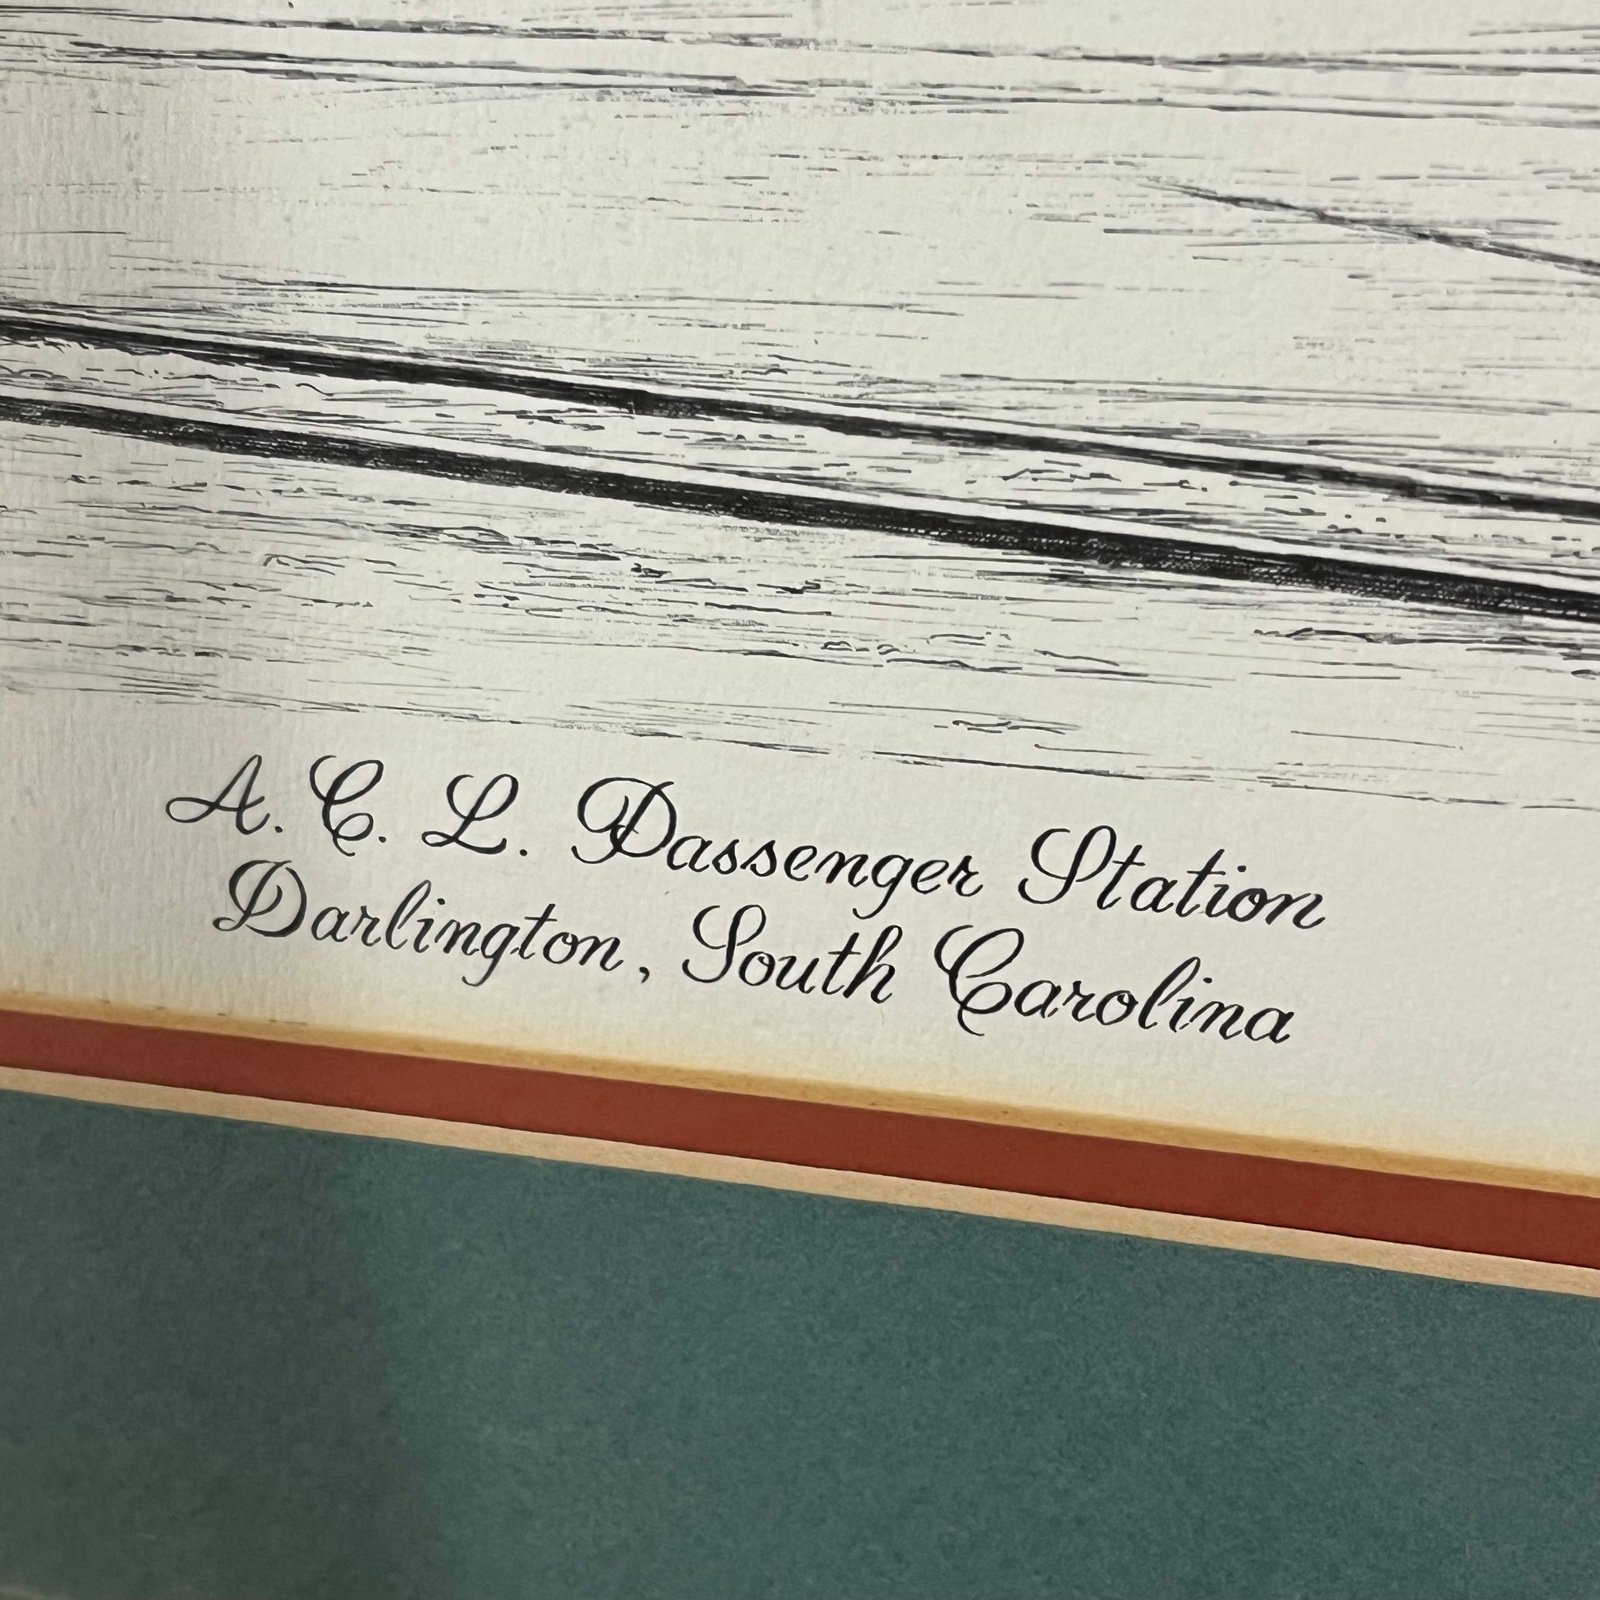 A. C. L. Passenger Station
Darlington, South Carolina